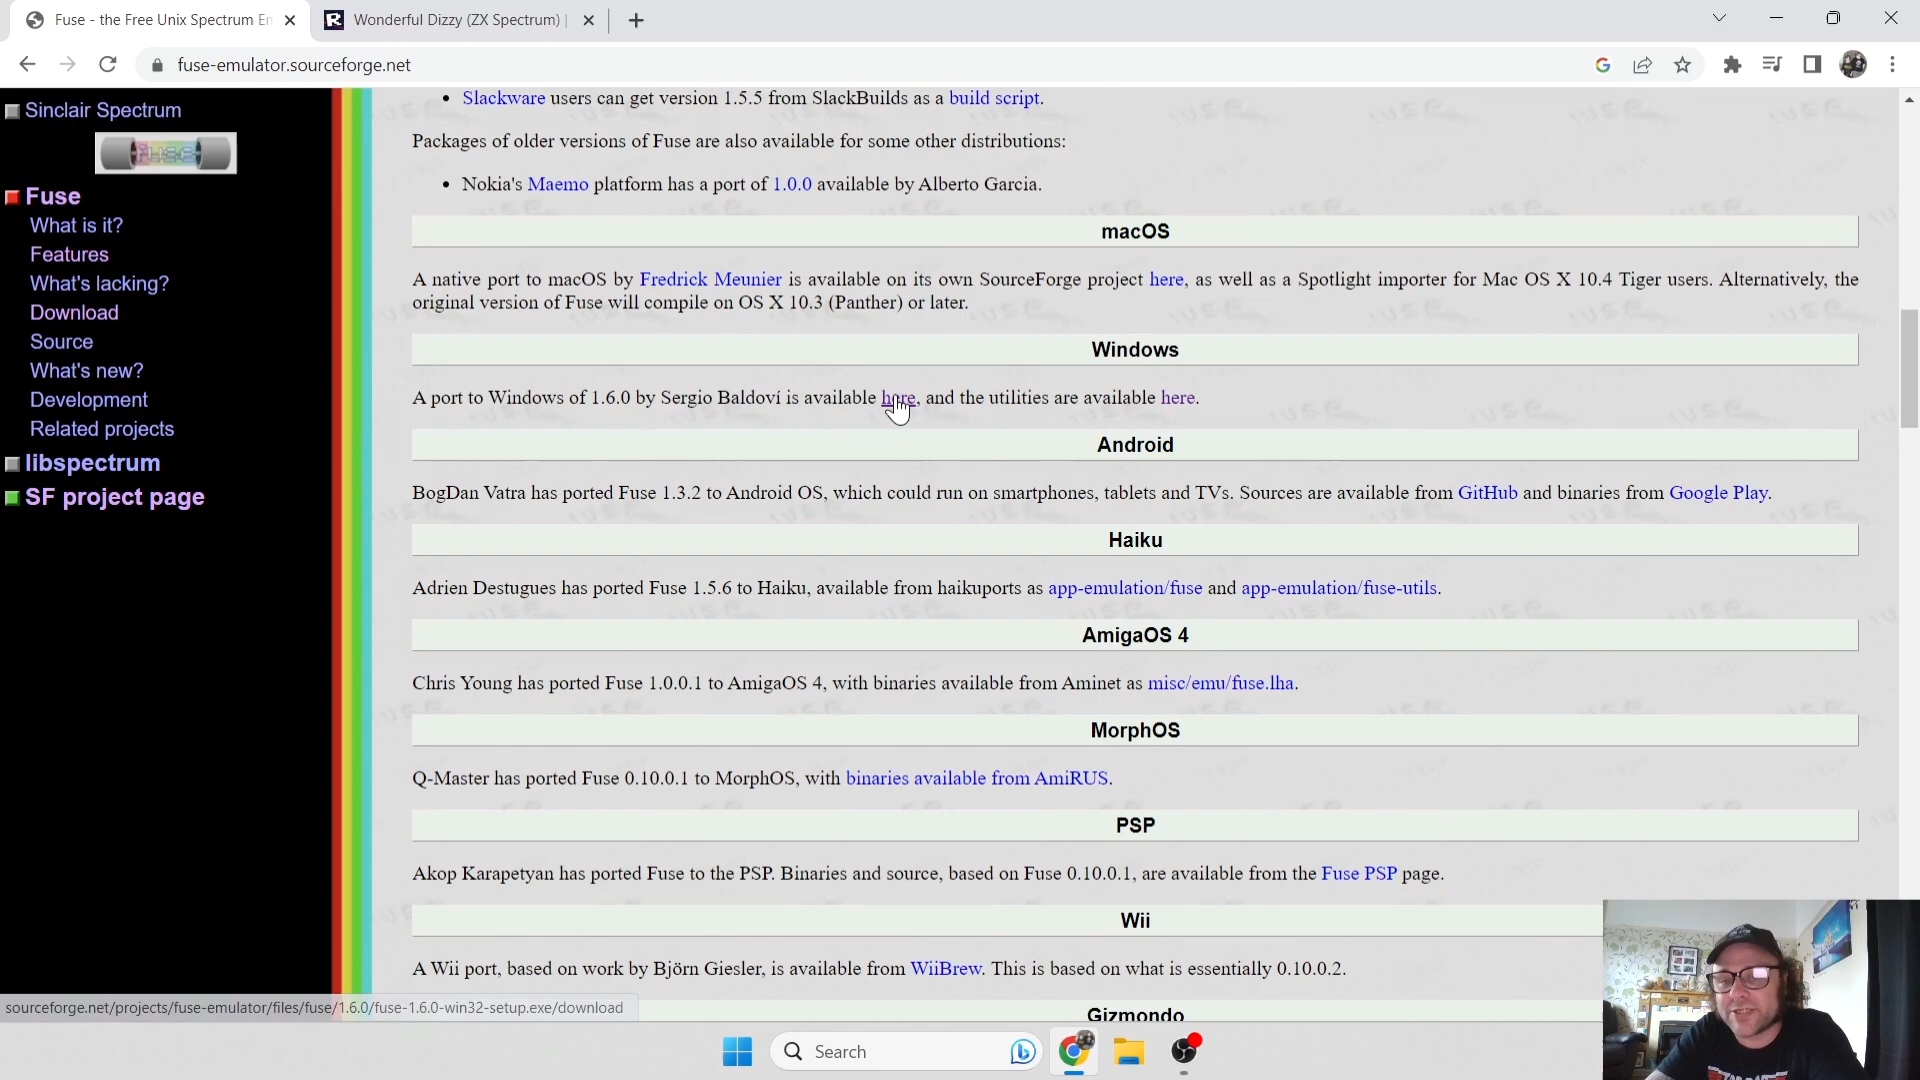 Fuse - the Free Unix Spectrum En
Wonderful Dizzy (ZX Spectrum) |
fuse-emulator.sourceforge.net
Sinclair Spectrum
fuse
Fuse
What is it?
Features
What's lacking?
Download
Source
What's new?
Development
Related projects
libspectrum
SF project page
Slackware users can get version 1.5.5 from SlackBuilds as a build script.
Packages of older versions of Fuse are also available for some other distributions:
Nokia's Maemo platform has a port of 1.0.0 available by Alberto Garcia.
macOS
A native port to macOS by Fredrick Meunier is available on its own SourceForge project here, as well as a Spotlight importer for Mac OS X 10.4 Tiger users. Alternatively, the
original version of Fuse will compile on OS X 10.3 (Panther) or later.
Windows
A port to Windows of 1.6.0 by Sergio Baldoví is available here, and the utilities are available here.
Android
BogDan Vatra has ported Fuse 1.3.2 to Android OS, which could run on smartphones, tablets and TVs. Sources are available from GitHub and binaries from Google Play.
Haiku
Adrien Destugues has ported Fuse 1.5.6 to Haiku, available from haikuports as app-emulation/fuse and app-emulation/fuse-utils.
AmigaOS 4
Chris Young has ported Fuse 1.0.0.1 to AmigaOS 4, with binaries available from Aminet as misc/emu/fuse.lha.
MorphOS
Q-Master has ported Fuse 0.10.0.1 to MorphOS, with binaries available from AmiRUS.
PSP
Akop Karapetyan has ported Fuse to the PSP. Binaries and source, based on Fuse 0.10.0.1, are available from the Fuse PSP page.
Wii
A Wii port, based on work by Björn Giesler, is available from WiiBrew. This is based on what is essentially 0.10.0.2.
Gizmondo
sourceforge.net/projects/fuse-emulator/files/fuse/1.6.0/fuse-1.6.0-win32-setup.exe/download
Search